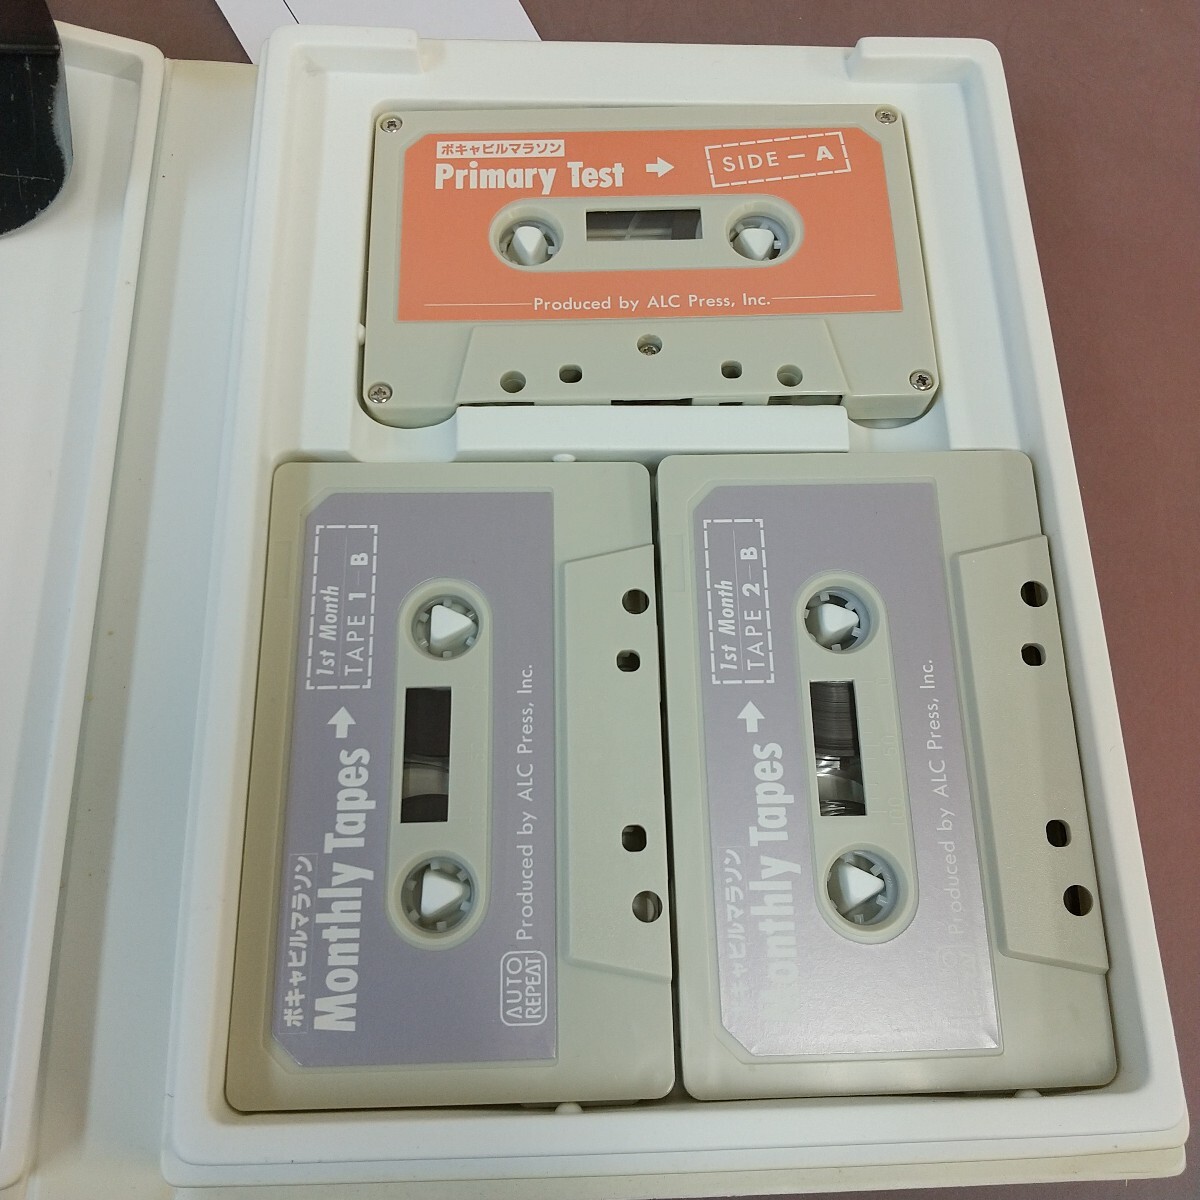 ボキャビルマラソン
Primary Test → SIDE – A
Produced by ALC Press, Inc.
ボキャビルマラソン
Monthly Tapes → 1st Month
TAPE 1 B
AUTO REPEAT Produced by ALC Press, Inc.
ボキャビルマラソン
Monthly Tapes → 1st Month
TAPE 2 B
Produced by ALC Press, Inc.